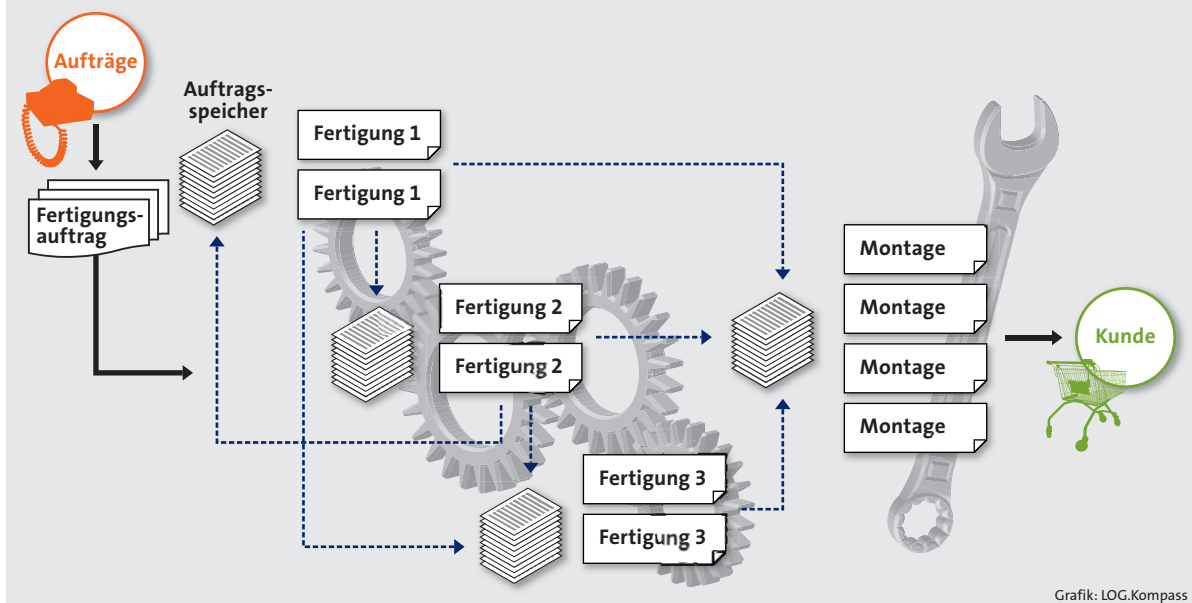 Aufträge
Auftrags-
speicher
Fertigung 1
Fertigung 1
Fertigungs-
auftrag
Fertigung 2
Fertigung 2
Fertigung 3
Fertigung 3
Montage
Montage
Montage
Montage
Kunde
Grafik: LOG.Kompass